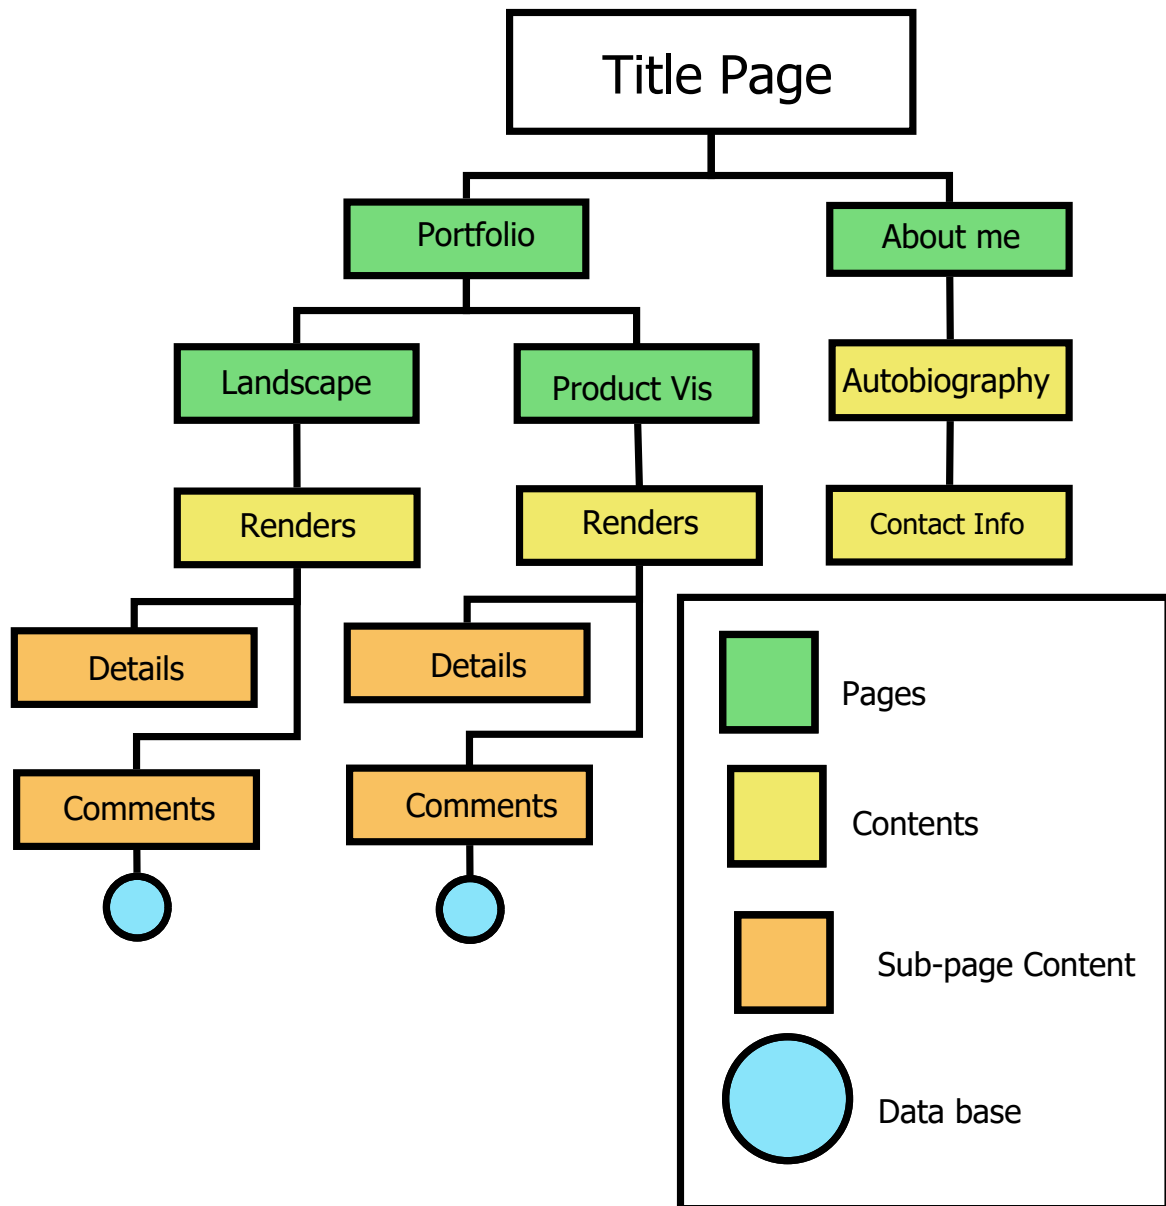 Title Page
Portfolio
About me
Landscape
Product Vis
Autobiography
Renders
Renders
Contact Info
Details
Details
Comments
Comments
Pages
Contents
Sub-page Content
Data base